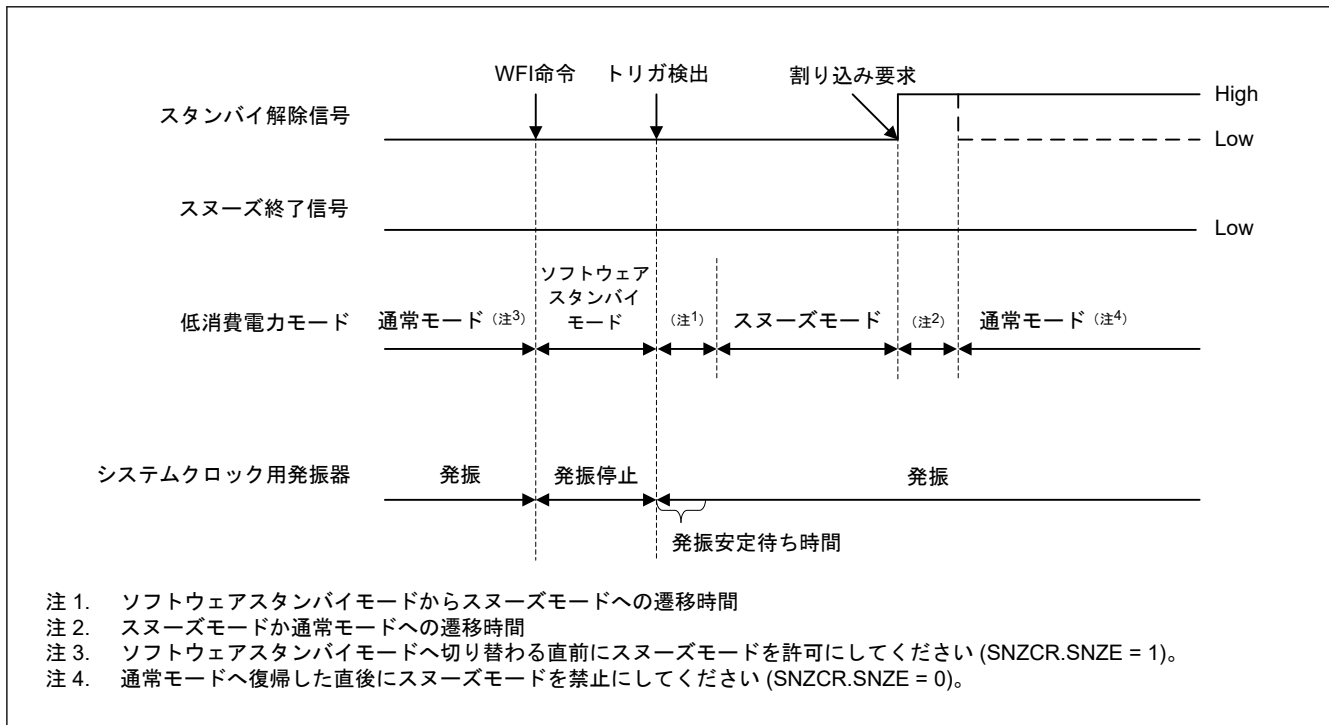 WFI命令 トリガ検出 割り込み要求
スタンバイ解除信号
High
Low
スヌーズ終了信号
Low
低消費電力モード
通常モード（注3）
ソフトウェア
スタンバイ
モード
（注1）
スヌーズモード
（注2）
通常モード（注4）
システムクロック用発振器
発振 発振停止 発振
発振安定待ち時間
注 1. ソフトウェアスタンバイモードからスヌーズモードへの遷移時間
注 2. スヌーズモードか通常モードへの遷移時間
注 3. ソフトウェアスタンバイモードへ切り替わる直前にスヌーズモードを許可にしてください (SNZCR.SNZE = 1)。
注 4. 通常モードへ復帰した直後にスヌーズモードを禁止にしてください (SNZCR.SNZE = 0)。